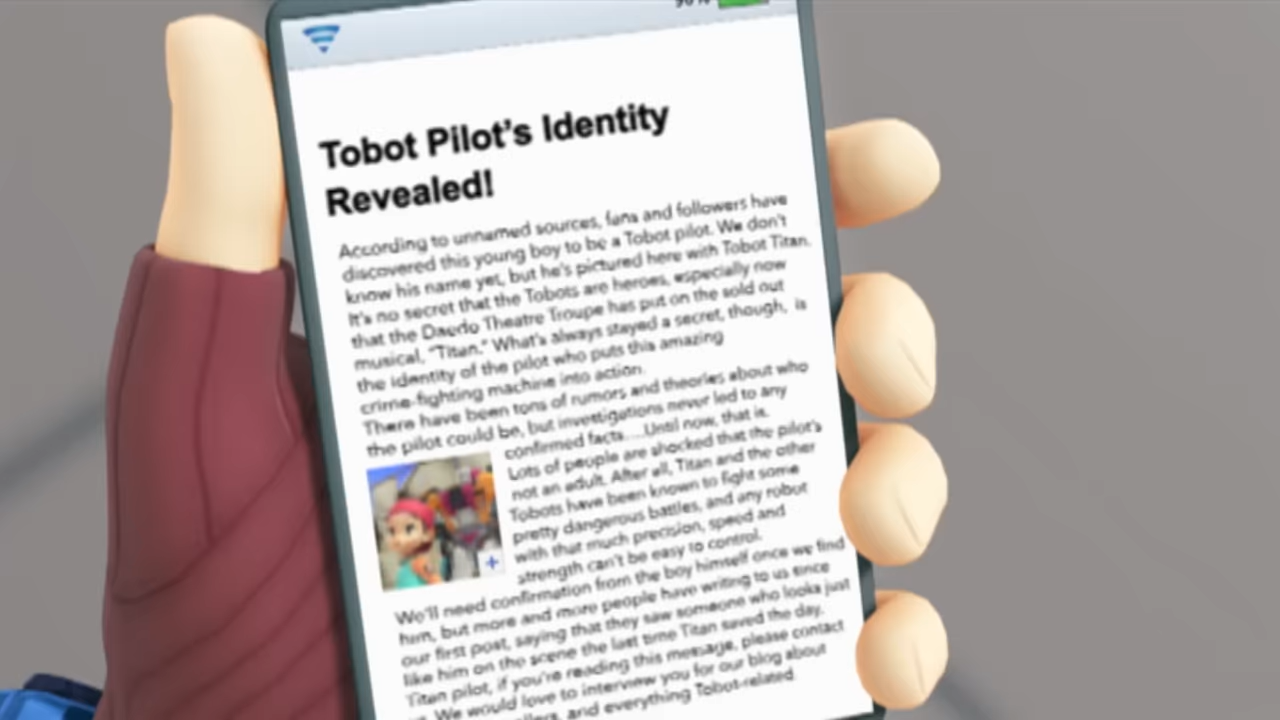 90%
Tobot Pilot's Identity
Revealed!
According to unnamed sources, fans and followers have
discovered this young boy to be a Tobot pilot. We don't
know his name yet, but he's pictured here with Tobot Titan.
It's no secret that the Tobots are heroes, especially now
that the Daedo Theatre Troupe has put on the sold out
musical, "Titan." What's always stayed a secret, though, is
the identity of the pilot who puts this amazing
crime-fighting machine into action.
There have been tons of rumors and theories about who
the pilot could be, but investigations never led to any
confirmed facts....Until now, that is.
Lots of people are shocked that the pilot's
not an adult. After all, Titan and the other
Tobots have been known to fight some
pretty dangerous battles, and any robot
with that much precision, speed and
strength can't be easy to control.
We'll need confirmation from the boy himself once we find
him, but more and more people have writing to us since
our first post, saying that they saw someone who looks just
like him on the scene the last time Titan saved the day.
Titan pilot, if you're reading this message, please contact
We would love to interview you for our blog about
and everything Tobot-related